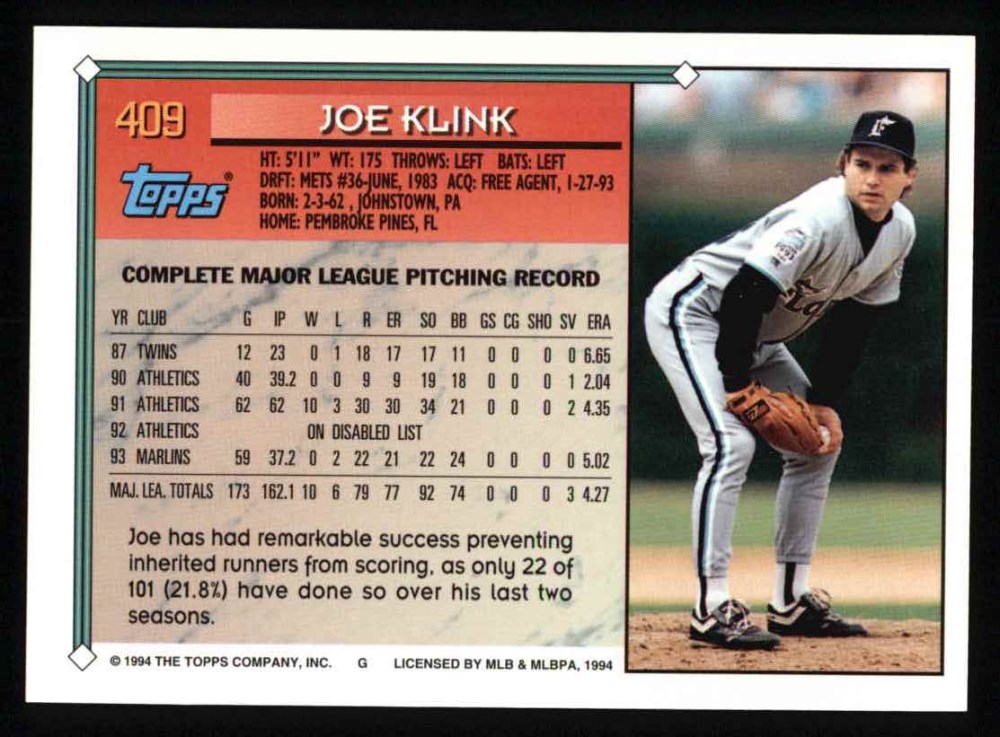 409
JOE KLINK
TOPPS®
HT: 5'11" WT: 175 THROWS: LEFT BATS: LEFT
DRFT: METS #36-JUNE, 1983 ACQ: FREE AGENT, 1-27-93
BORN: 2-3-62 , JOHNSTOWN, PA
HOME: PEMBROKE PINES, FL
COMPLETE MAJOR LEAGUE PITCHING RECORD
YR CLUB G IP W L R ER SO BB GS CG SHO SV ERA
87 TWINS 12 23 0 1 18 17 17 11 0 0 0 0 6.65
90 ATHLETICS 40 39.2 0 0 9 9 19 18 0 0 0 1 2.04
91 ATHLETICS 62 62 10 3 30 30 34 21 0 0 0 2 4.35
92 ATHLETICS ON DISABLED LIST
93 MARLINS 59 37.2 0 2 22 21 22 24 0 0 0 0 5.02
MAJ. LEA. TOTALS 173 162.1 10 6 79 77 92 74 0 0 0 3 4.27
Joe has had remarkable success preventing
inherited runners from scoring, as only 22 of
101 (21.8%) have done so over his last two
seasons.
© 1994 THE TOPPS COMPANY, INC. G LICENSED BY MLB & MLBPA, 1994
F